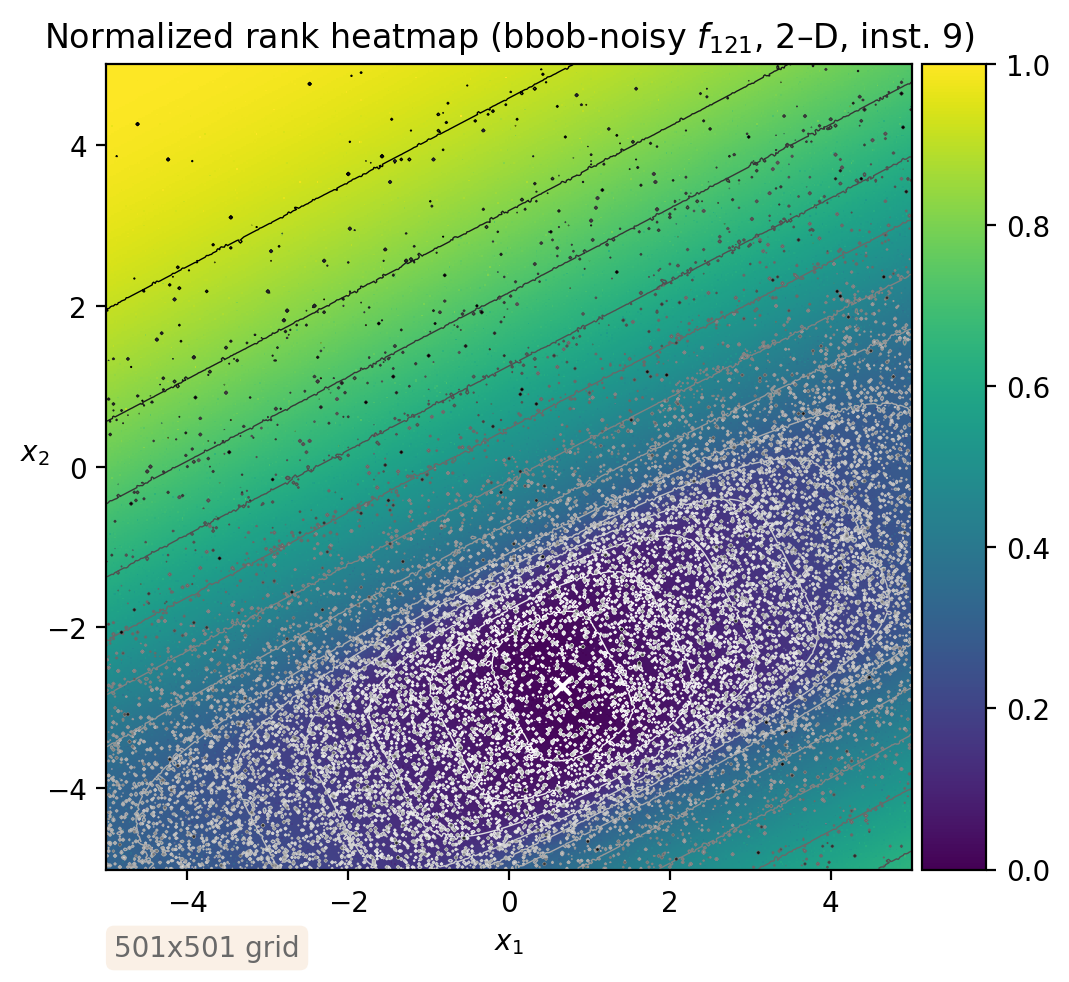 Normalized rank heatmap (bbob-noisy f₁₂₁, 2–D, inst. 9)
1.0
0.8
0.6
0.4
0.2
0.0
4
2
0
−2
−4
x₂
−4 −2 0 2 4
x₁
501x501 grid